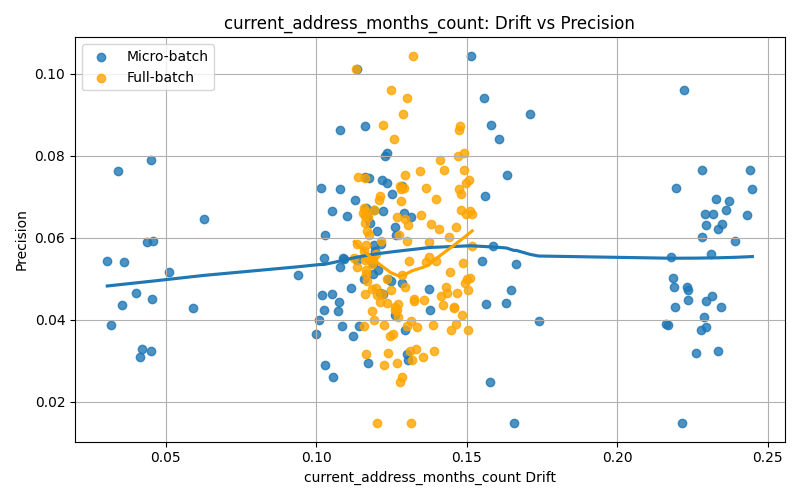 current_address_months_count: Drift vs Precision
Micro-batch
Full-batch
Precision
0.10
0.08
0.06
0.04
0.02
0.05
0.10
0.15
0.20
0.25
current_address_months_count Drift